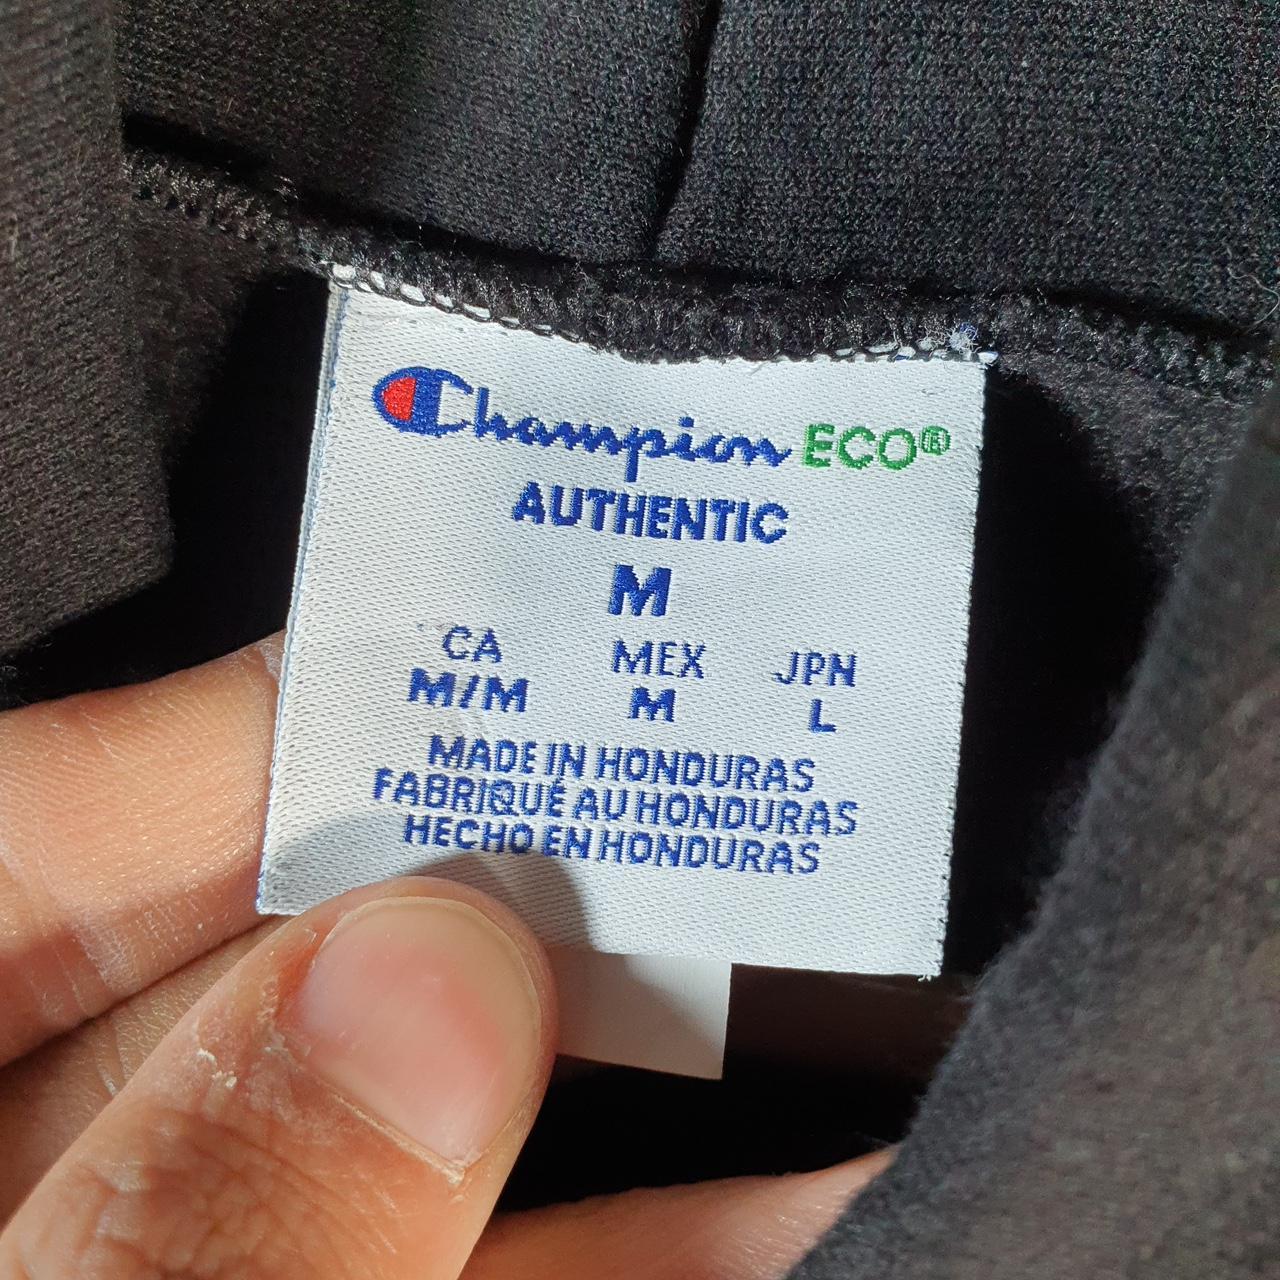 Champion ECO®
AUTHENTIC
M
CA MEX JPN
M/M M L
MADE IN HONDURAS
FABRIQUÉ AU HONDURAS
HECHO EN HONDURAS